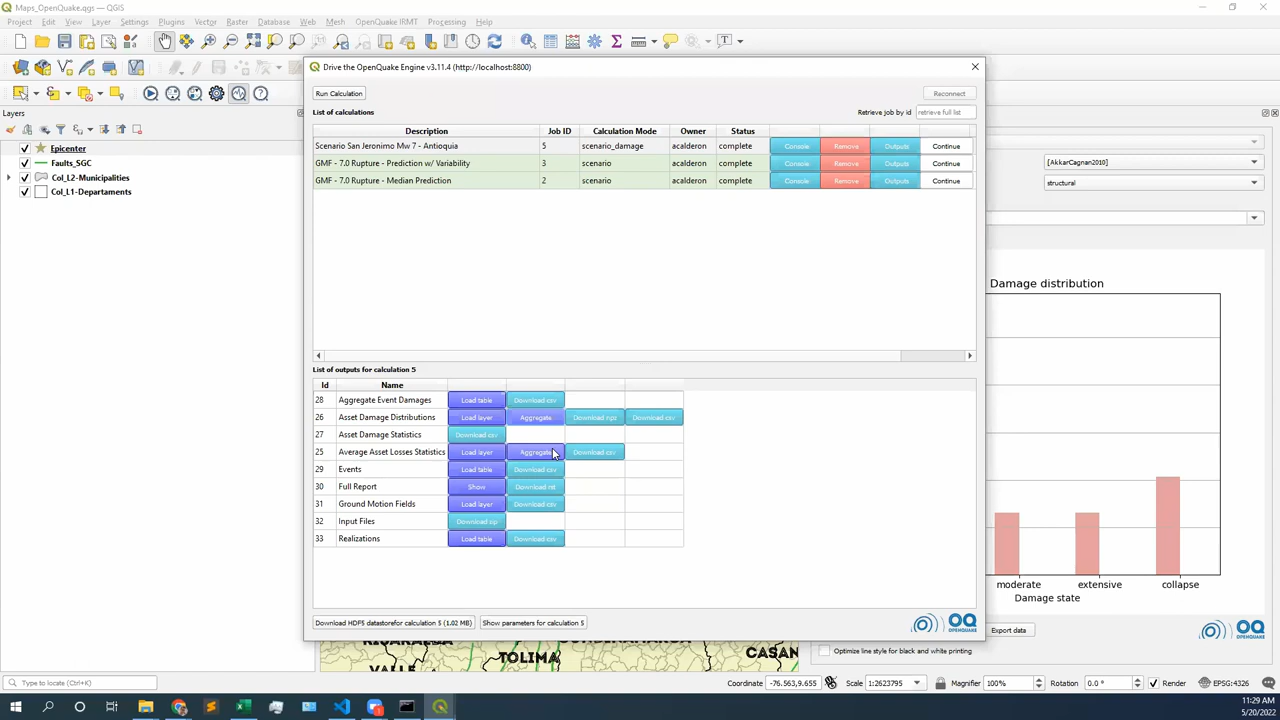 Maps_OpenQuake.qgs — QGIS
Project Edit View Layer Settings Plugins Vector Raster Database Web Mesh OpenQuake IRMT Processing Help
Drive the OpenQuake Engine v3.11.4 (http://localhost:8800)
Run Calculation Reconnect
Layers
List of calculations Retrieve job by id retrieve full list
Description Job ID Calculation Mode Owner Status
Scenario San Jeronimo Mw 7 - Antioquia 5 scenario_damage acalderon complete Console Remove Outputs Continue
GMF - 7.0 Rupture - Prediction w/ Variability 3 scenario acalderon complete Console Remove Outputs Continue
GMF - 7.0 Rupture - Median Prediction 2 scenario acalderon complete Console Remove Outputs Continue
Epicenter
Faults_SGC
Col_L2-Municipalities
Col_L1-Departaments
[AkkarCagnan2010]
structural
Damage distribution
List of outputs for calculation 5
Id Name
28 Aggregate Event Damages Load table Download csv
26 Asset Damage Distributions Load layer Aggregate Download npz Download csv
27 Asset Damage Statistics Download csv
25 Average Asset Losses Statistics Load layer Aggregate Download csv
29 Events Load table Download csv
30 Full Report Show Download rst
31 Ground Motion Fields Load layer Download csv
32 Input Files Download zip
33 Realizations Load table Download csv
moderate extensive collapse
Damage state
Download HDF5 datastorefor calculation 5 (1.02 MB) Show parameters for calculation 5
OQ
OPENQUAKE
Export data
OQ
OPENQUAKE
Optimize line style for black and white printing
TOLIMA
CASAN
VALLE
Type to locate (Ctrl+K) Coordinate -76.563,9.655 Scale 1:2623795 Magnifier 100% Rotation 0.0 ° Render EPSG:4326
11:29 AM
5/20/2022